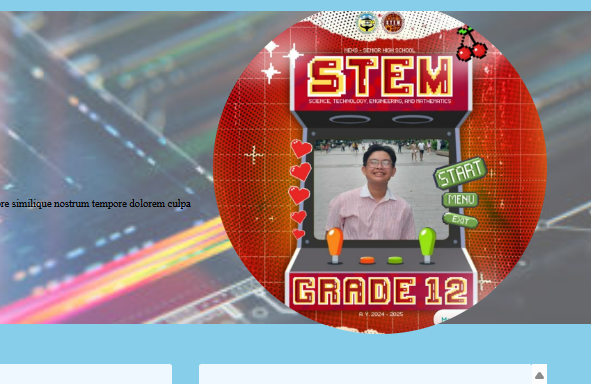 NEHS - SENIOR HIGH SCHOOL
STEM
SCIENCE, TECHNOLOGY, ENGINEERING, AND MATHEMATICS
START
MENU
EXIT
re similique nostrum tempore dolorem culpa
GRADE 12
A.Y. 2024 - 2025